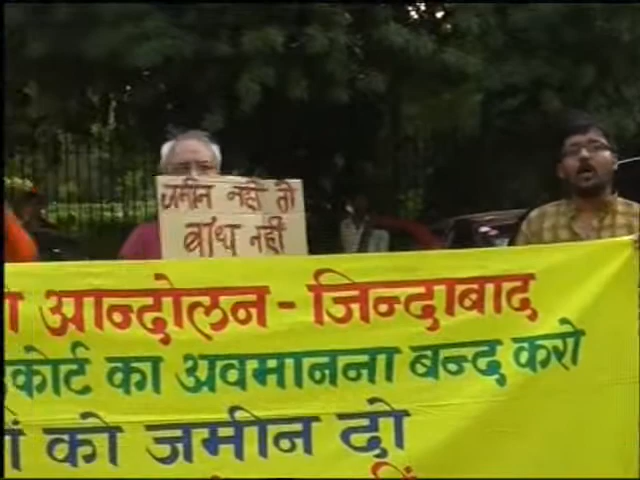 जमीन नही तो
बांध नहीं
आन्दोलन - जिन्दाबाद
कोर्ट का अवमानना बन्द करो
को जमीन दो